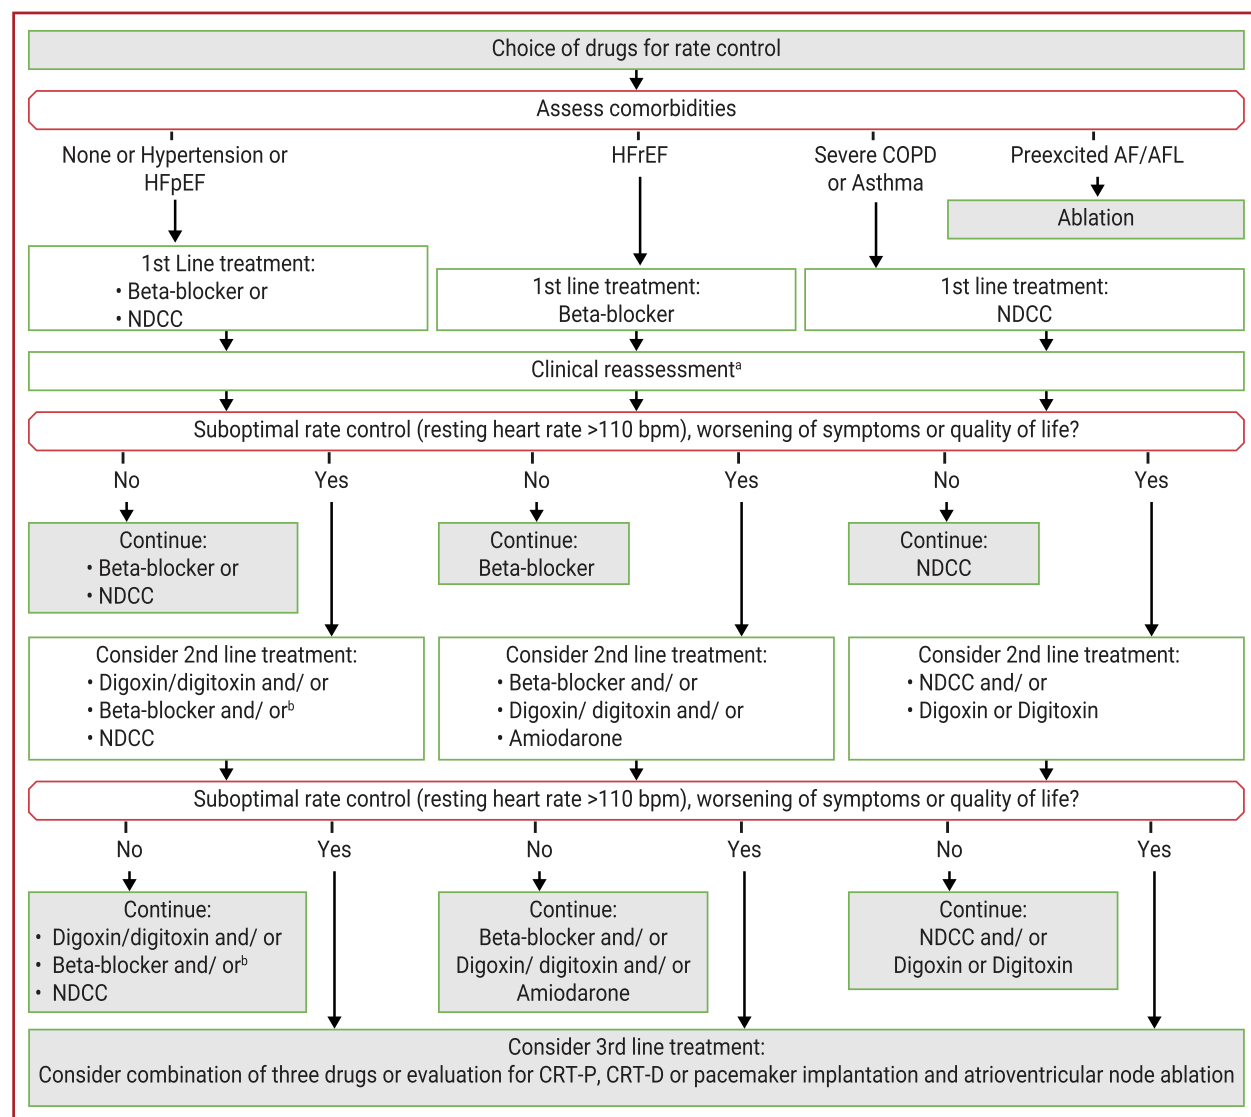 Choice of drugs for rate control
Assess comorbidities
None or Hypertension or
HFpEF
HFrEF
Severe COPD
or Asthma
Preexcited AF/AFL
Ablation
1st Line treatment:
• Beta-blocker or
• NDCC
1st line treatment:
Beta-blocker
1st line treatment:
NDCC
Clinical reassessmentᵃ
Suboptimal rate control (resting heart rate >110 bpm), worsening of symptoms or quality of life?
No
Yes
No
Yes
No
Yes
Continue:
• Beta-blocker or
• NDCC
Continue:
Beta-blocker
Continue:
NDCC
Consider 2nd line treatment:
• Digoxin/digitoxin and/ or
• Beta-blocker and/ orᵇ
• NDCC
Consider 2nd line treatment:
• Beta-blocker and/ or
• Digoxin/ digitoxin and/ or
• Amiodarone
Consider 2nd line treatment:
• NDCC and/ or
• Digoxin or Digitoxin
Suboptimal rate control (resting heart rate >110 bpm), worsening of symptoms or quality of life?
No
Yes
No
Yes
No
Yes
Continue:
• Digoxin/digitoxin and/ or
• Beta-blocker and/ orᵇ
• NDCC
Continue:
Beta-blocker and/ or
Digoxin/ digitoxin and/ or
Amiodarone
Continue:
NDCC and/ or
Digoxin or Digitoxin
Consider 3rd line treatment:
Consider combination of three drugs or evaluation for CRT-P, CRT-D or pacemaker implantation and atrioventricular node ablation